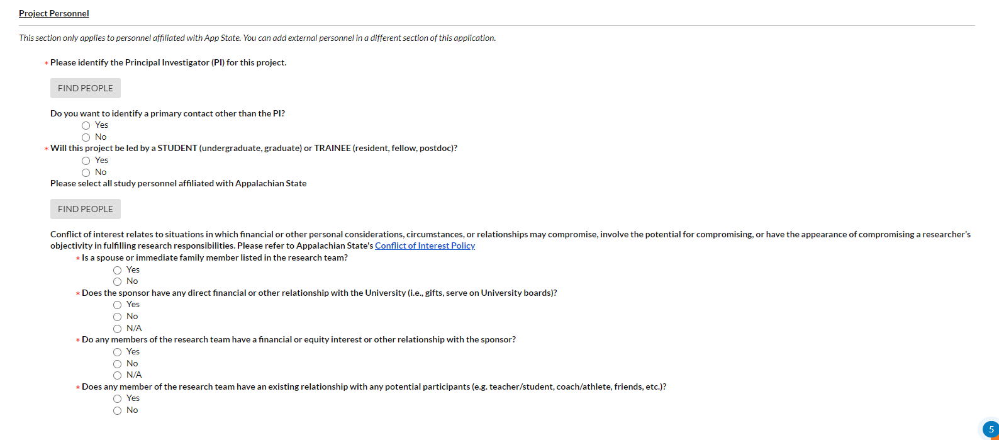 Project Personnel
This section only applies to personnel affiliated with App State. You can add external personnel in a different section of this application.
* Please identify the Principal Investigator (PI) for this project.
FIND PEOPLE
Do you want to identify a primary contact other than the PI?
Yes
No
* Will this project be led by a STUDENT (undergraduate, graduate) or TRAINEE (resident, fellow, postdoc)?
Yes
No
Please select all study personnel affiliated with Appalachian State
FIND PEOPLE
Conflict of interest relates to situations in which financial or other personal considerations, circumstances, or relationships may compromise, involve the potential for compromising, or have the appearance of compromising a researcher's
objectivity in fulfilling research responsibilities. Please refer to Appalachian State's Conflict of Interest Policy
* Is a spouse or immediate family member listed in the research team?
Yes
No
* Does the sponsor have any direct financial or other relationship with the University (i.e., gifts, serve on University boards)?
Yes
No
N/A
* Do any members of the research team have a financial or equity interest or other relationship with the sponsor?
Yes
No
N/A
* Does any member of the research team have an existing relationship with any potential participants (e.g. teacher/student, coach/athlete, friends, etc.)?
Yes
No
5